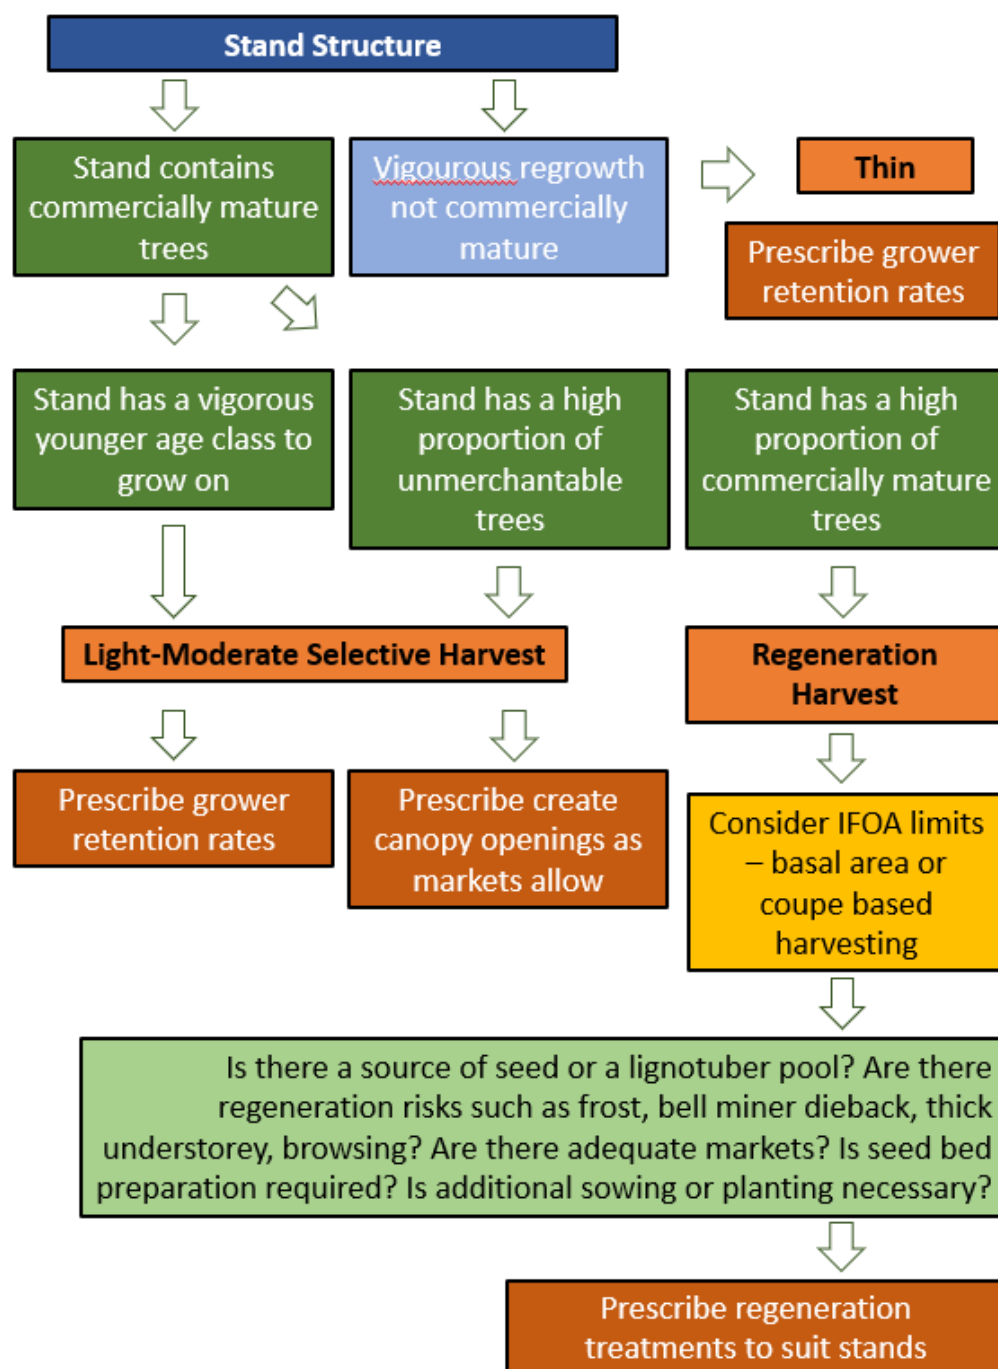 Stand Structure
Stand contains
commercially mature
trees
Vigourous regrowth
not commercially
mature
Thin
Prescribe grower
retention rates
Stand has a vigorous
younger age class to
grow on
Stand has a high
proportion of
unmerchantable
trees
Stand has a high
proportion of
commercially mature
trees
Light-Moderate Selective Harvest
Regeneration
Harvest
Prescribe grower
retention rates
Prescribe create
canopy openings as
markets allow
Consider IFOA limits
– basal area or
coupe based
harvesting
Is there a source of seed or a lignotuber pool? Are there
regeneration risks such as frost, bell miner dieback, thick
understorey, browsing? Are there adequate markets? Is seed bed
preparation required? Is additional sowing or planting necessary?
Prescribe regeneration
treatments to suit stands